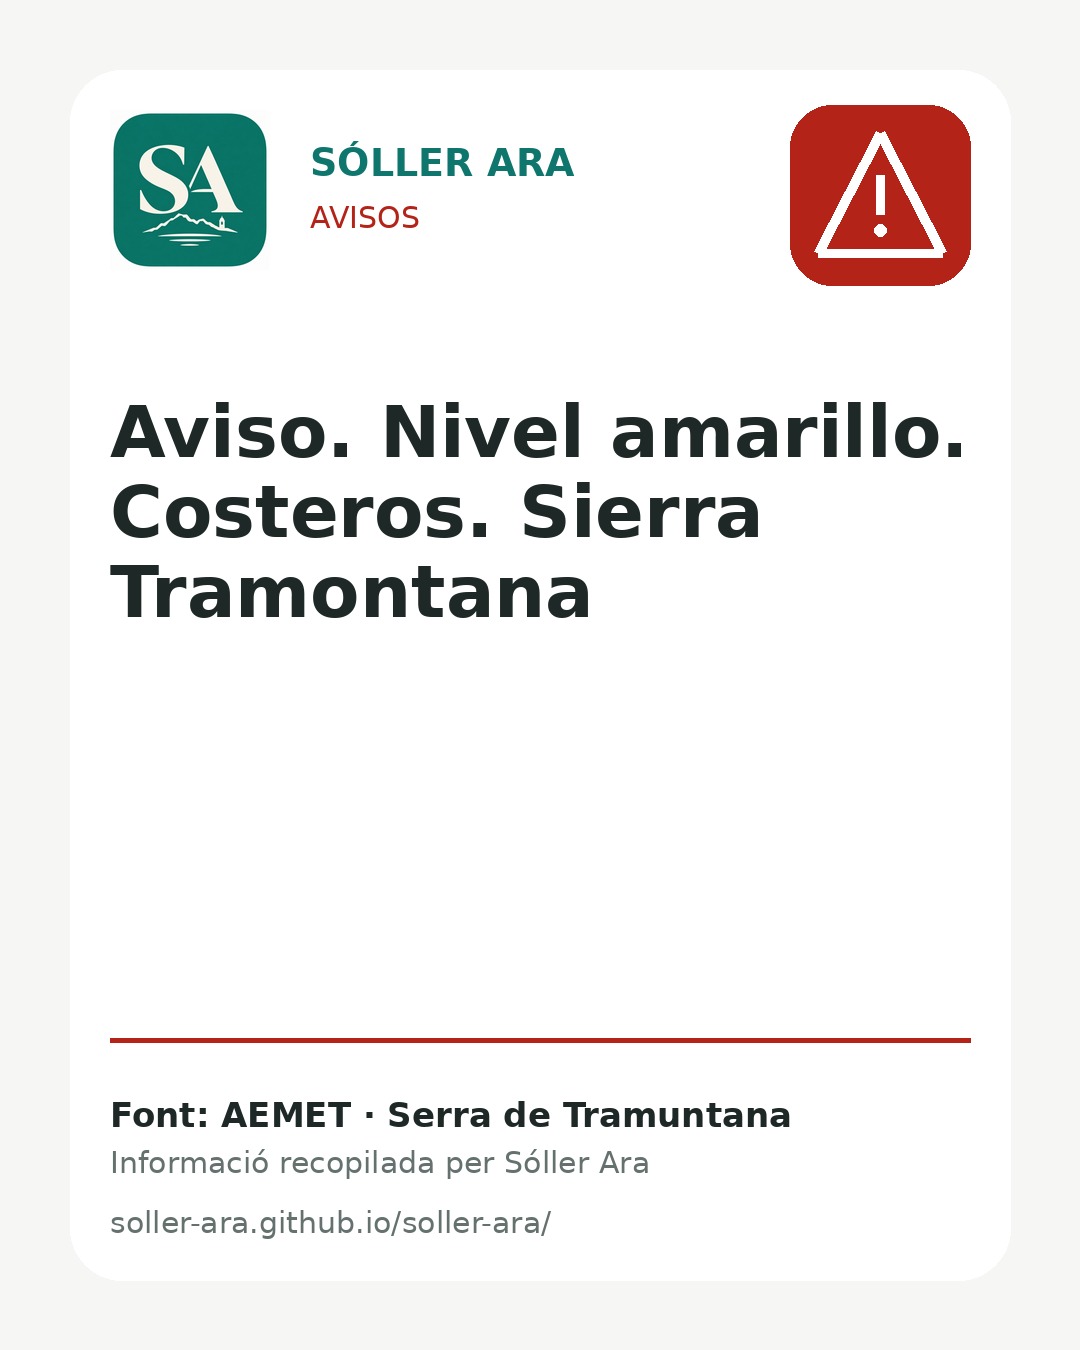 SA
SÓLLER ARA
AVISOS
Aviso. Nivel amarillo.
Costeros. Sierra
Tramontana
Font: AEMET · Serra de Tramuntana
Informació recopilada per Sóller Ara
soller-ara.github.io/soller-ara/